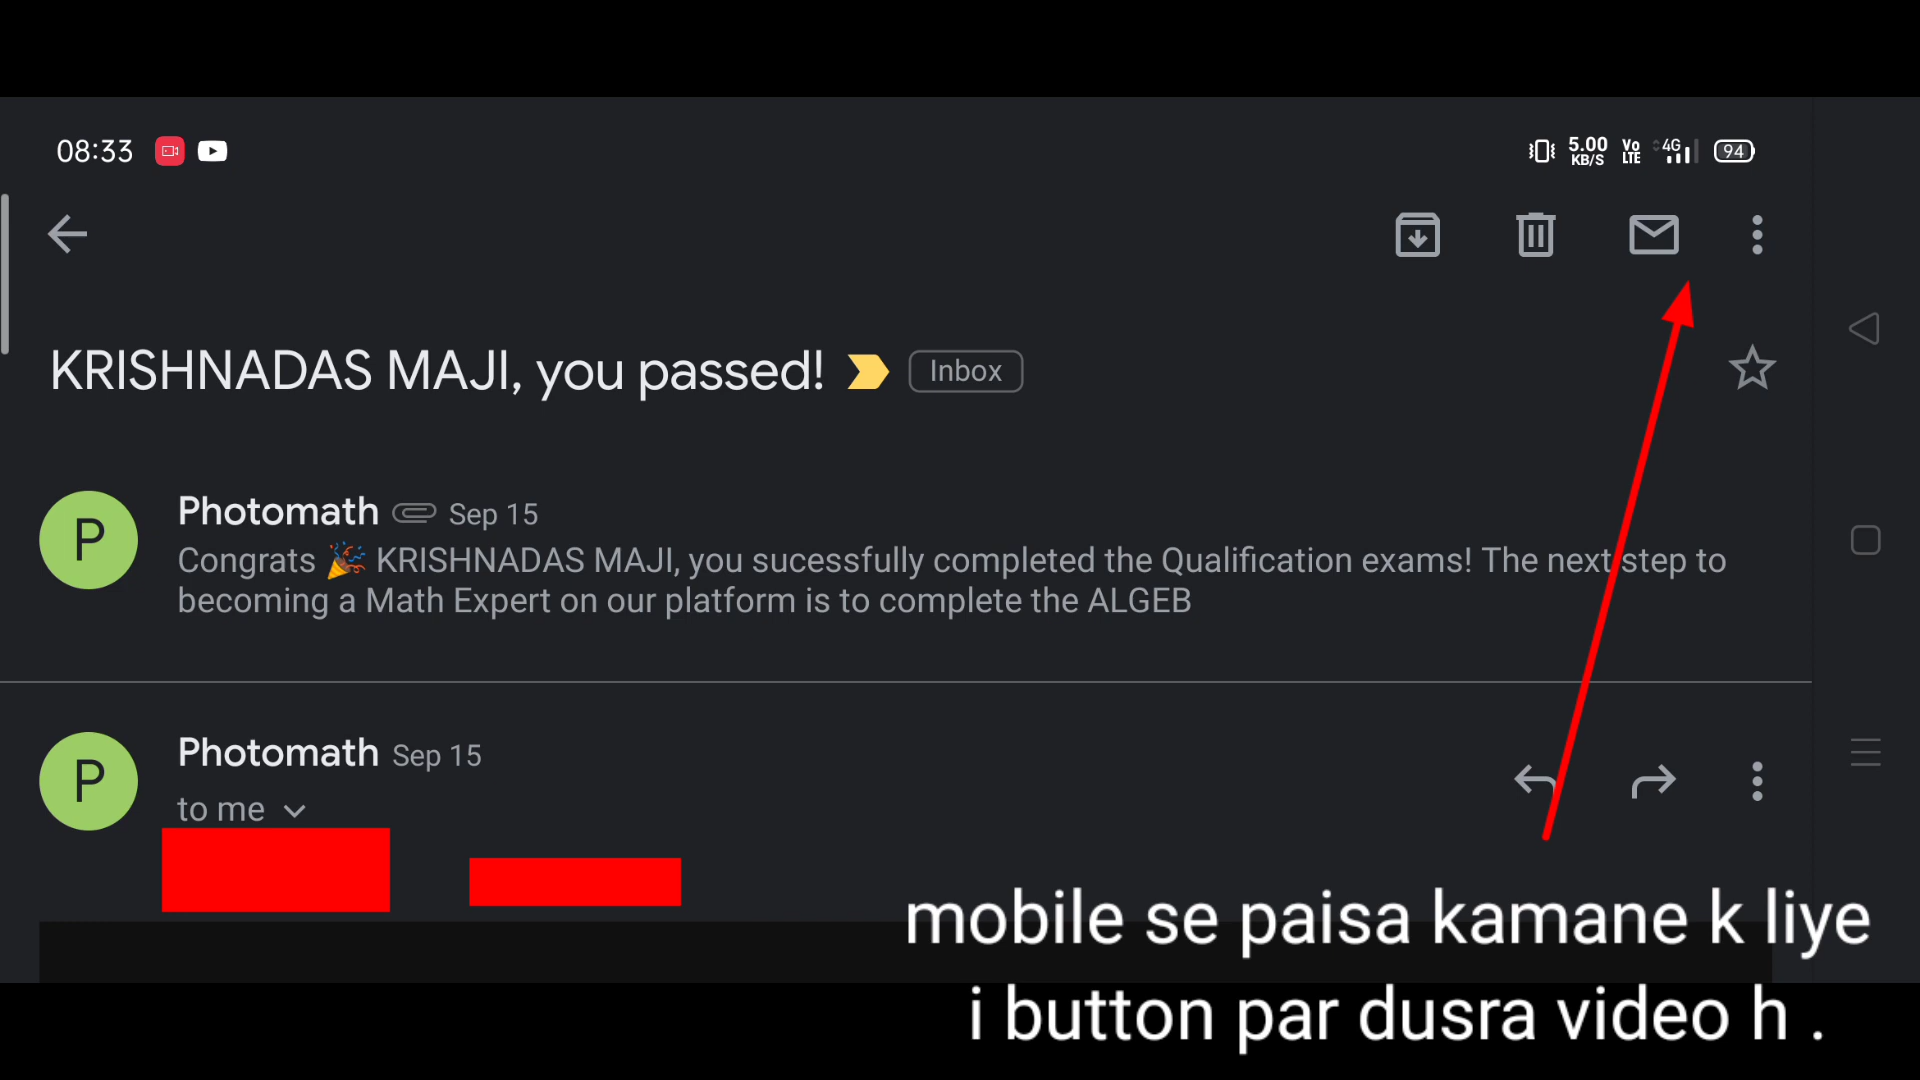 08:33 5.00 KB/S Vo LTE 4G 94
KRISHNADAS MAJI, you passed! Inbox
P Photomath Sep 15
Congrats 🎉 KRISHNADAS MAJI, you sucessfully completed the Qualification exams! The next step to
becoming a Math Expert on our platform is to complete the ALGEB
P Photomath Sep 15
to me
mobile se paisa kamane k liye
i button par dusra video h .